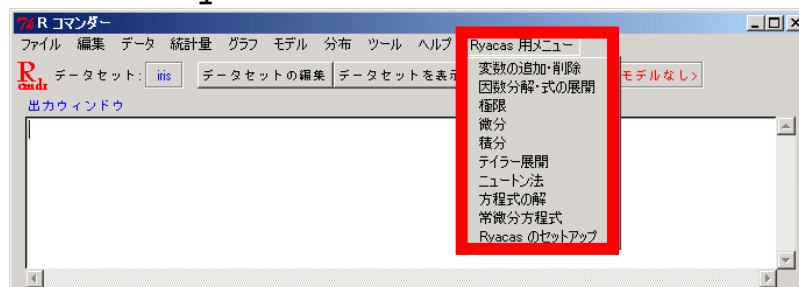 R コマンダー
ファイル 編集 データ 統計量 グラフ モデル 分布 ツール ヘルプ Ryacas 用メニュー
R cmdr データセット: iris データセットの編集 データセットを表示 モデルなし>
出力ウィンドウ
変数の追加・削除
因数分解・式の展開
極限
微分
積分
テイラー展開
ニュートン法
方程式の解
常微分方程式
Ryacas のセットアップ